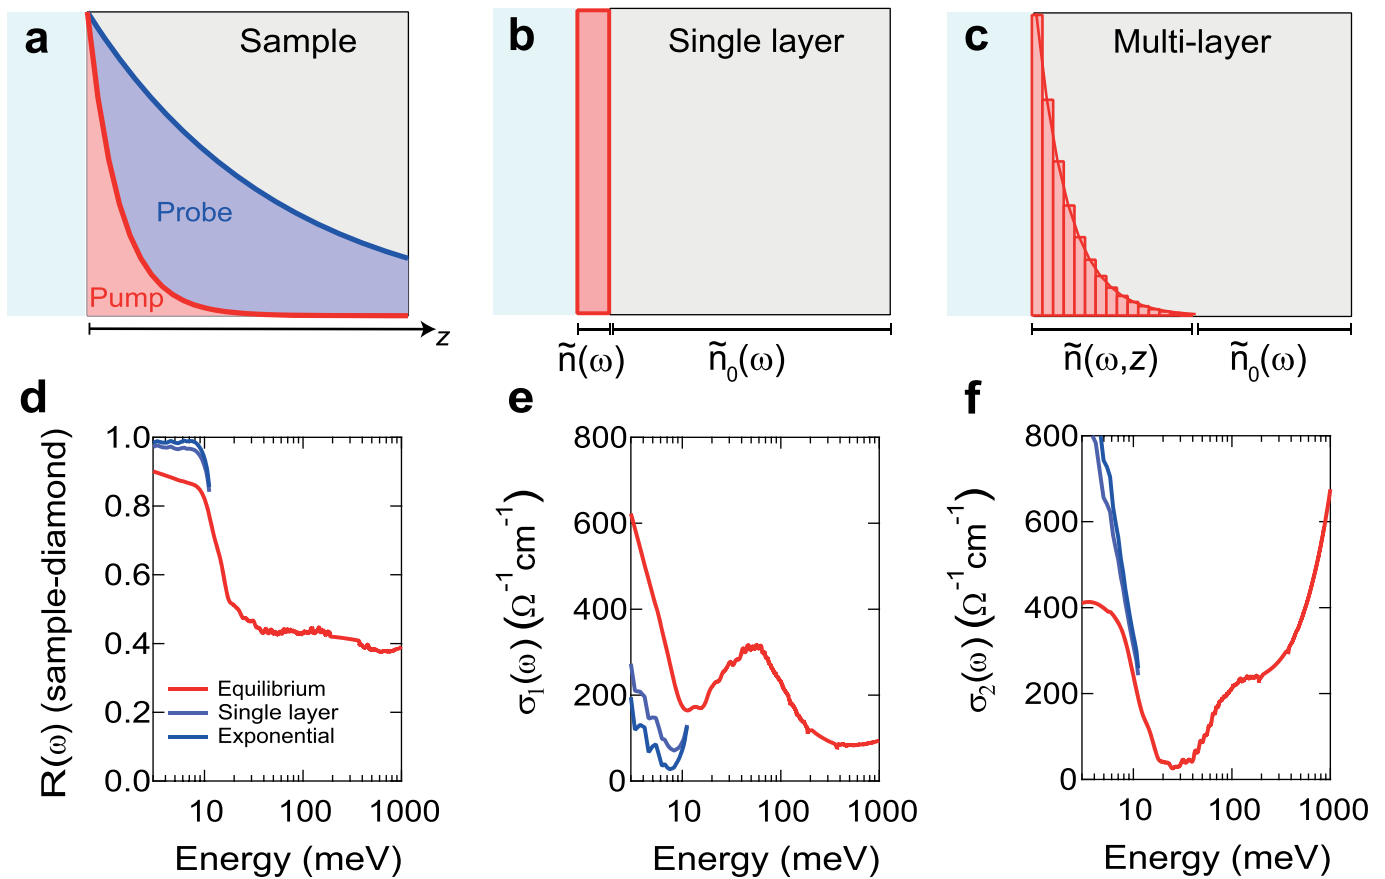 a
Sample
Probe
Pump
z
b
Single layer
ñ(ω)
ñ₀(ω)
c
Multi-layer
ñ(ω,z)
ñ₀(ω)
d
R(ω) (sample-diamond)
1.0
0.8
0.6
0.4
0.2
0.0
Equilibrium
Single layer
Exponential
10 100 1000
Energy (meV)
e
σ₁(ω) (Ω⁻¹cm⁻¹)
800
600
400
200
0
10 100 1000
Energy (meV)
f
σ₂(ω) (Ω⁻¹cm⁻¹)
800
600
400
200
0
10 100 1000
Energy (meV)